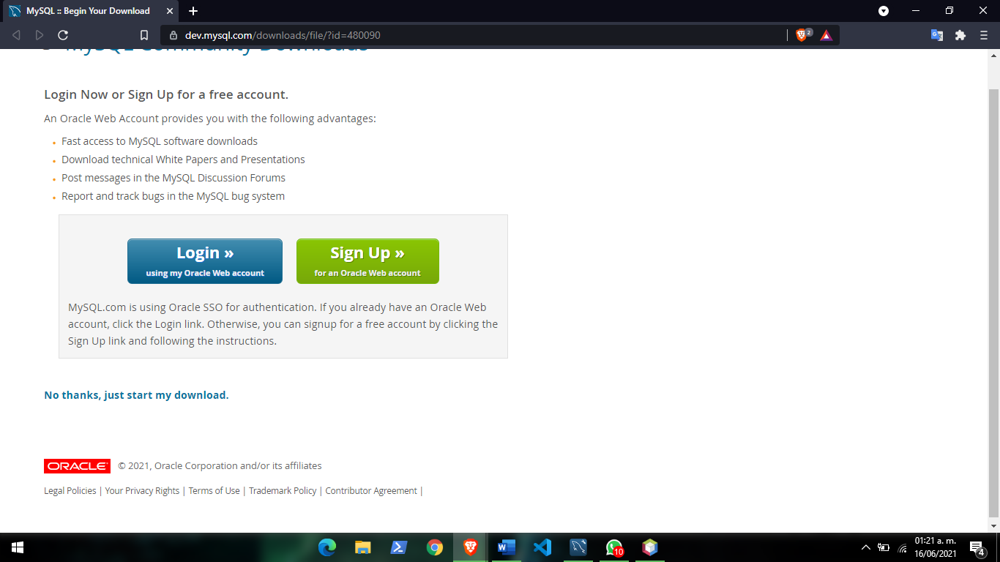 MySQL :: Begin Your Download
dev.mysql.com/downloads/file/?id=480090
2
MySQL Community Downloads
Login Now or Sign Up for a free account.
An Oracle Web Account provides you with the following advantages:
Fast access to MySQL software downloads
Download technical White Papers and Presentations
Post messages in the MySQL Discussion Forums
Report and track bugs in the MySQL bug system
Login »
using my Oracle Web account
Sign Up »
for an Oracle Web account
MySQL.com is using Oracle SSO for authentication. If you already have an Oracle Web
account, click the Login link. Otherwise, you can signup for a free account by clicking the
Sign Up link and following the instructions.
No thanks, just start my download.
ORACLE © 2021, Oracle Corporation and/or its affiliates
Legal Policies | Your Privacy Rights | Terms of Use | Trademark Policy | Contributor Agreement |
10
01:21 a. m.
16/06/2021
4